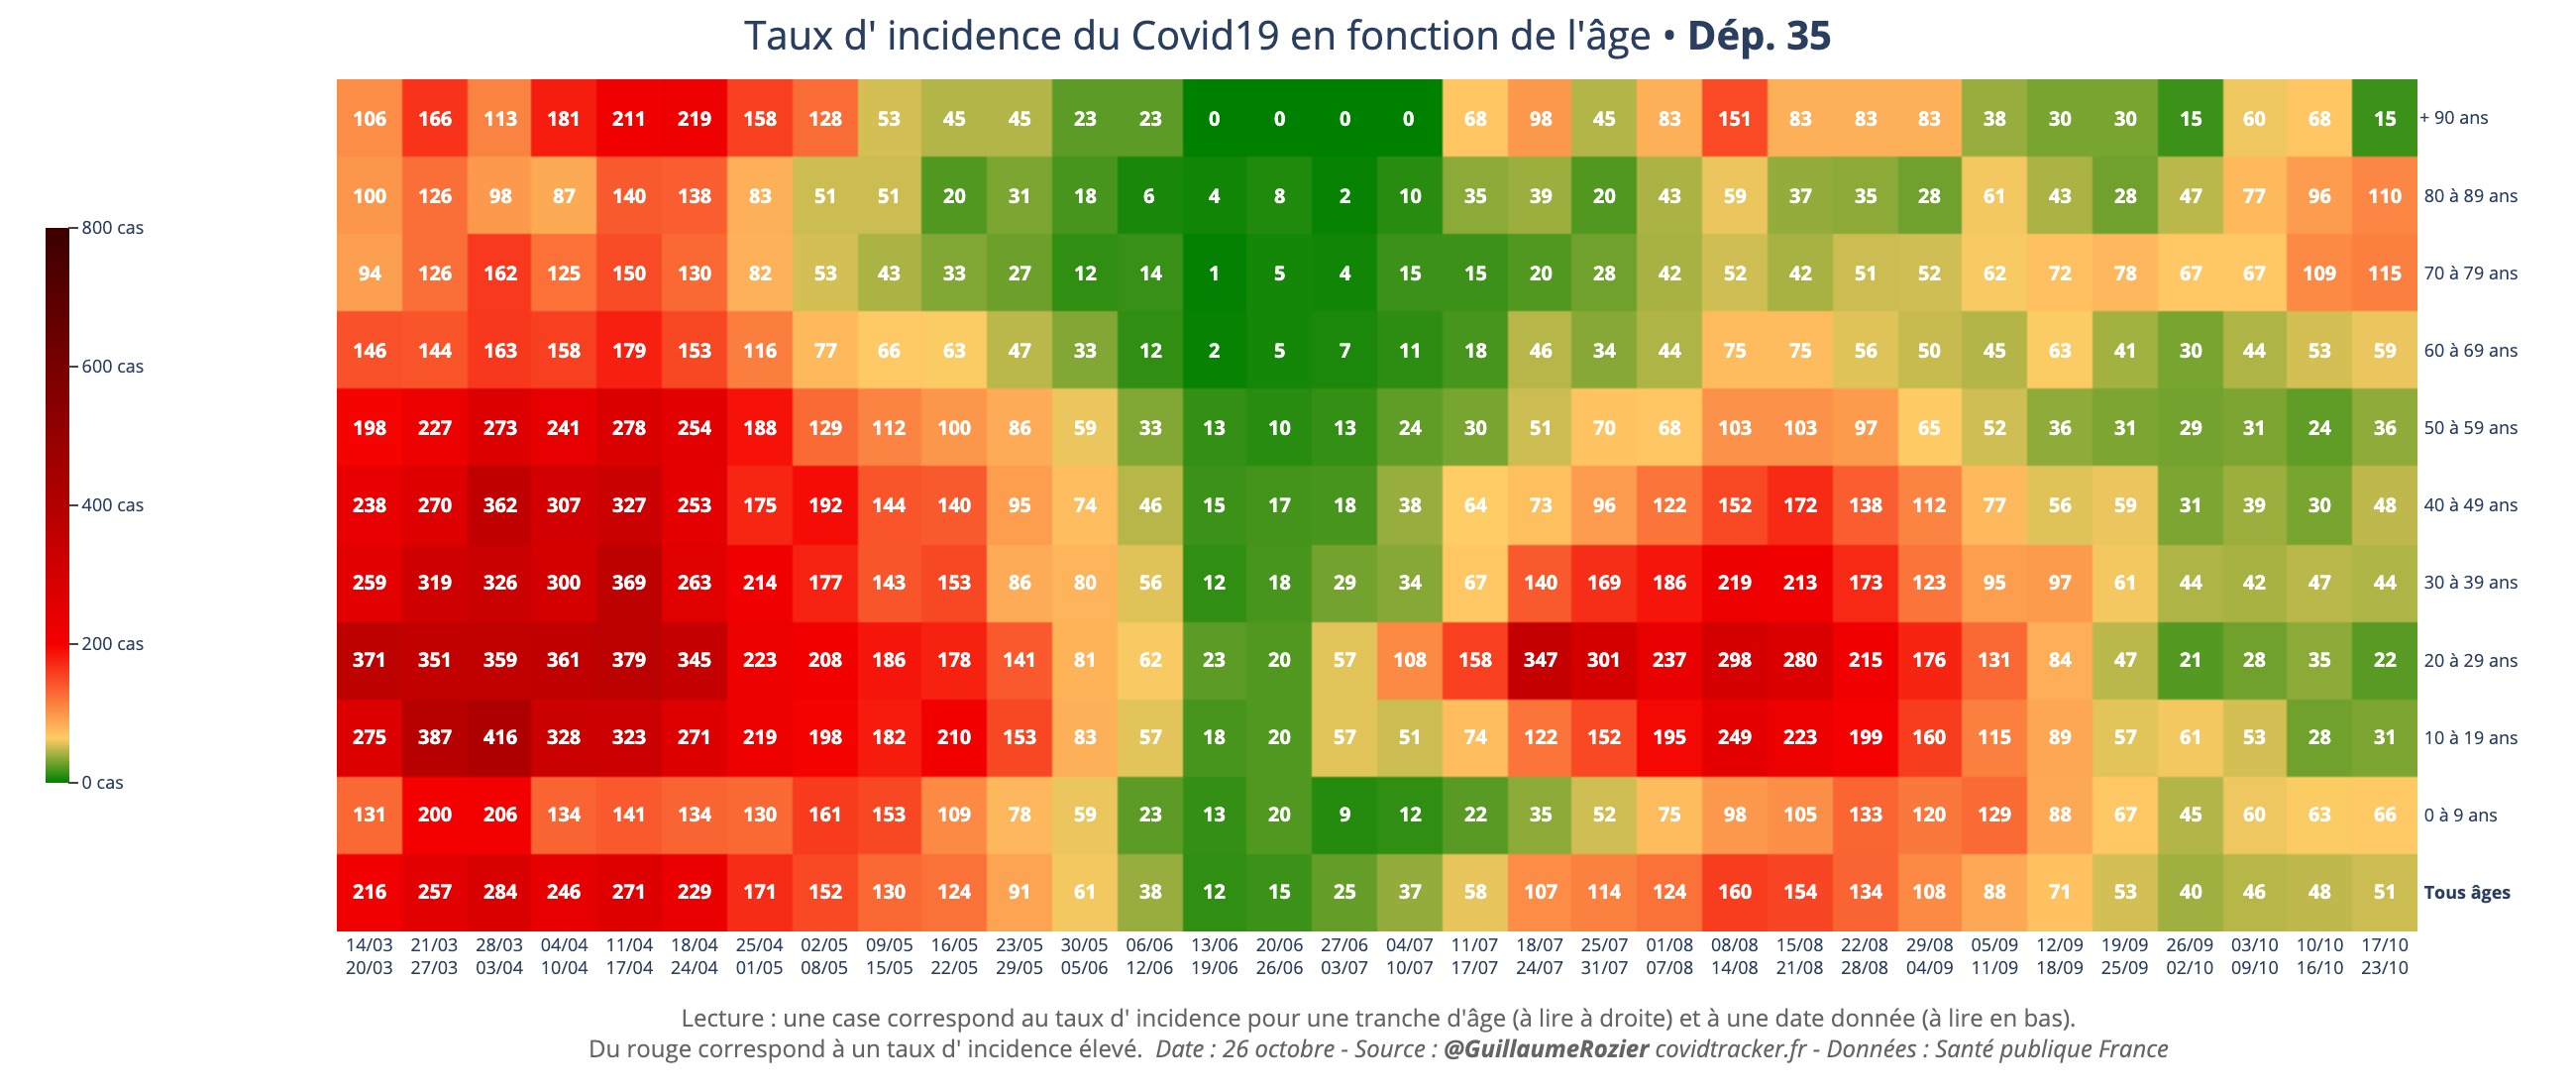 Taux d' incidence du Covid19 en fonction de l'âge • Dép. 35
800 cas
600 cas
400 cas
200 cas
0 cas
106 166 113 181 211 219 158 128 53 45 45 23 23 0 0 0 0 68 98 45 83 151 83 83 83 38 30 30 15 60 68 15 + 90 ans
100 126 98 87 140 138 83 51 51 20 31 18 6 4 8 2 10 35 39 20 43 59 37 35 28 61 43 28 47 77 96 110 80 à 89 ans
94 126 162 125 150 130 82 53 43 33 27 12 14 1 5 4 15 15 20 28 42 52 42 51 52 62 72 78 67 67 109 115 70 à 79 ans
146 144 163 158 179 153 116 77 66 63 47 33 12 2 5 7 11 18 46 34 44 75 75 56 50 45 63 41 30 44 53 59 60 à 69 ans
198 227 273 241 278 254 188 129 112 100 86 59 33 13 10 13 24 30 51 70 68 103 103 97 65 52 36 31 29 31 24 36 50 à 59 ans
238 270 362 307 327 253 175 192 144 140 95 74 46 15 17 18 38 64 73 96 122 152 172 138 112 77 56 59 31 39 30 48 40 à 49 ans
259 319 326 300 369 263 214 177 143 153 86 80 56 12 18 29 34 67 140 169 186 219 213 173 123 95 97 61 44 42 47 44 30 à 39 ans
371 351 359 361 379 345 223 208 186 178 141 81 62 23 20 57 108 158 347 301 237 298 280 215 176 131 84 47 21 28 35 22 20 à 29 ans
275 387 416 328 323 271 219 198 182 210 153 83 57 18 20 57 51 74 122 152 195 249 223 199 160 115 89 57 61 53 28 31 10 à 19 ans
131 200 206 134 141 134 130 161 153 109 78 59 23 13 20 9 12 22 35 52 75 98 105 133 120 129 88 67 45 60 63 66 0 à 9 ans
216 257 284 246 271 229 171 152 130 124 91 61 38 12 15 25 37 58 107 114 124 160 154 134 108 88 71 53 40 46 48 51 Tous âges
14/03 21/03 28/03 04/04 11/04 18/04 25/04 02/05 09/05 16/05 23/05 30/05 06/06 13/06 20/06 27/06 04/07 11/07 18/07 25/07 01/08 08/08 15/08 22/08 29/08 05/09 12/09 19/09 26/09 03/10 10/10 17/10
20/03 27/03 03/04 10/04 17/04 24/04 01/05 08/05 15/05 22/05 29/05 05/06 12/06 19/06 26/06 03/07 10/07 17/07 24/07 31/07 07/08 14/08 21/08 28/08 04/09 11/09 18/09 25/09 02/10 09/10 16/10 23/10
Lecture : une case correspond au taux d' incidence pour une tranche d'âge (à lire à droite) et à une date donnée (à lire en bas).
Du rouge correspond à un taux d' incidence élevé. Date : 26 octobre - Source : @GuillaumeRozier covidtracker.fr - Données : Santé publique France